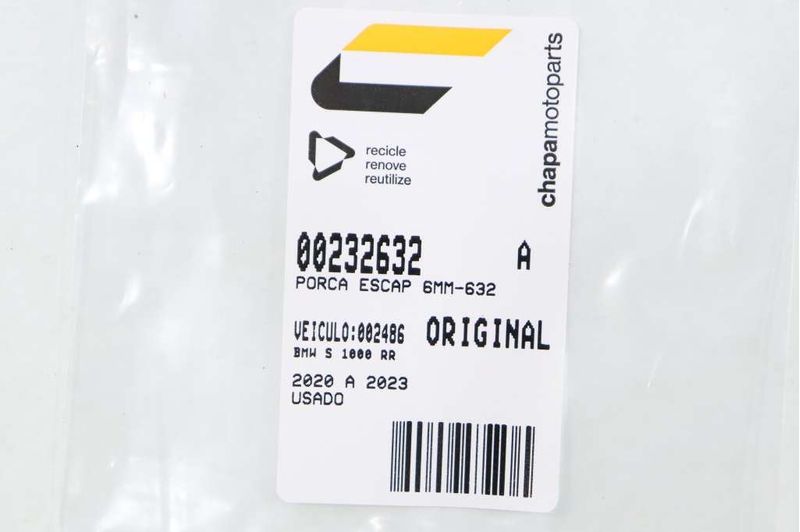 chapamotoparts
recicle
renove
reutilize
00232632 A
PORCA ESCAP 6MM-632
VEICULO:002486 ORIGINAL
BMW S 1000 RR
2020 A 2023
USADO